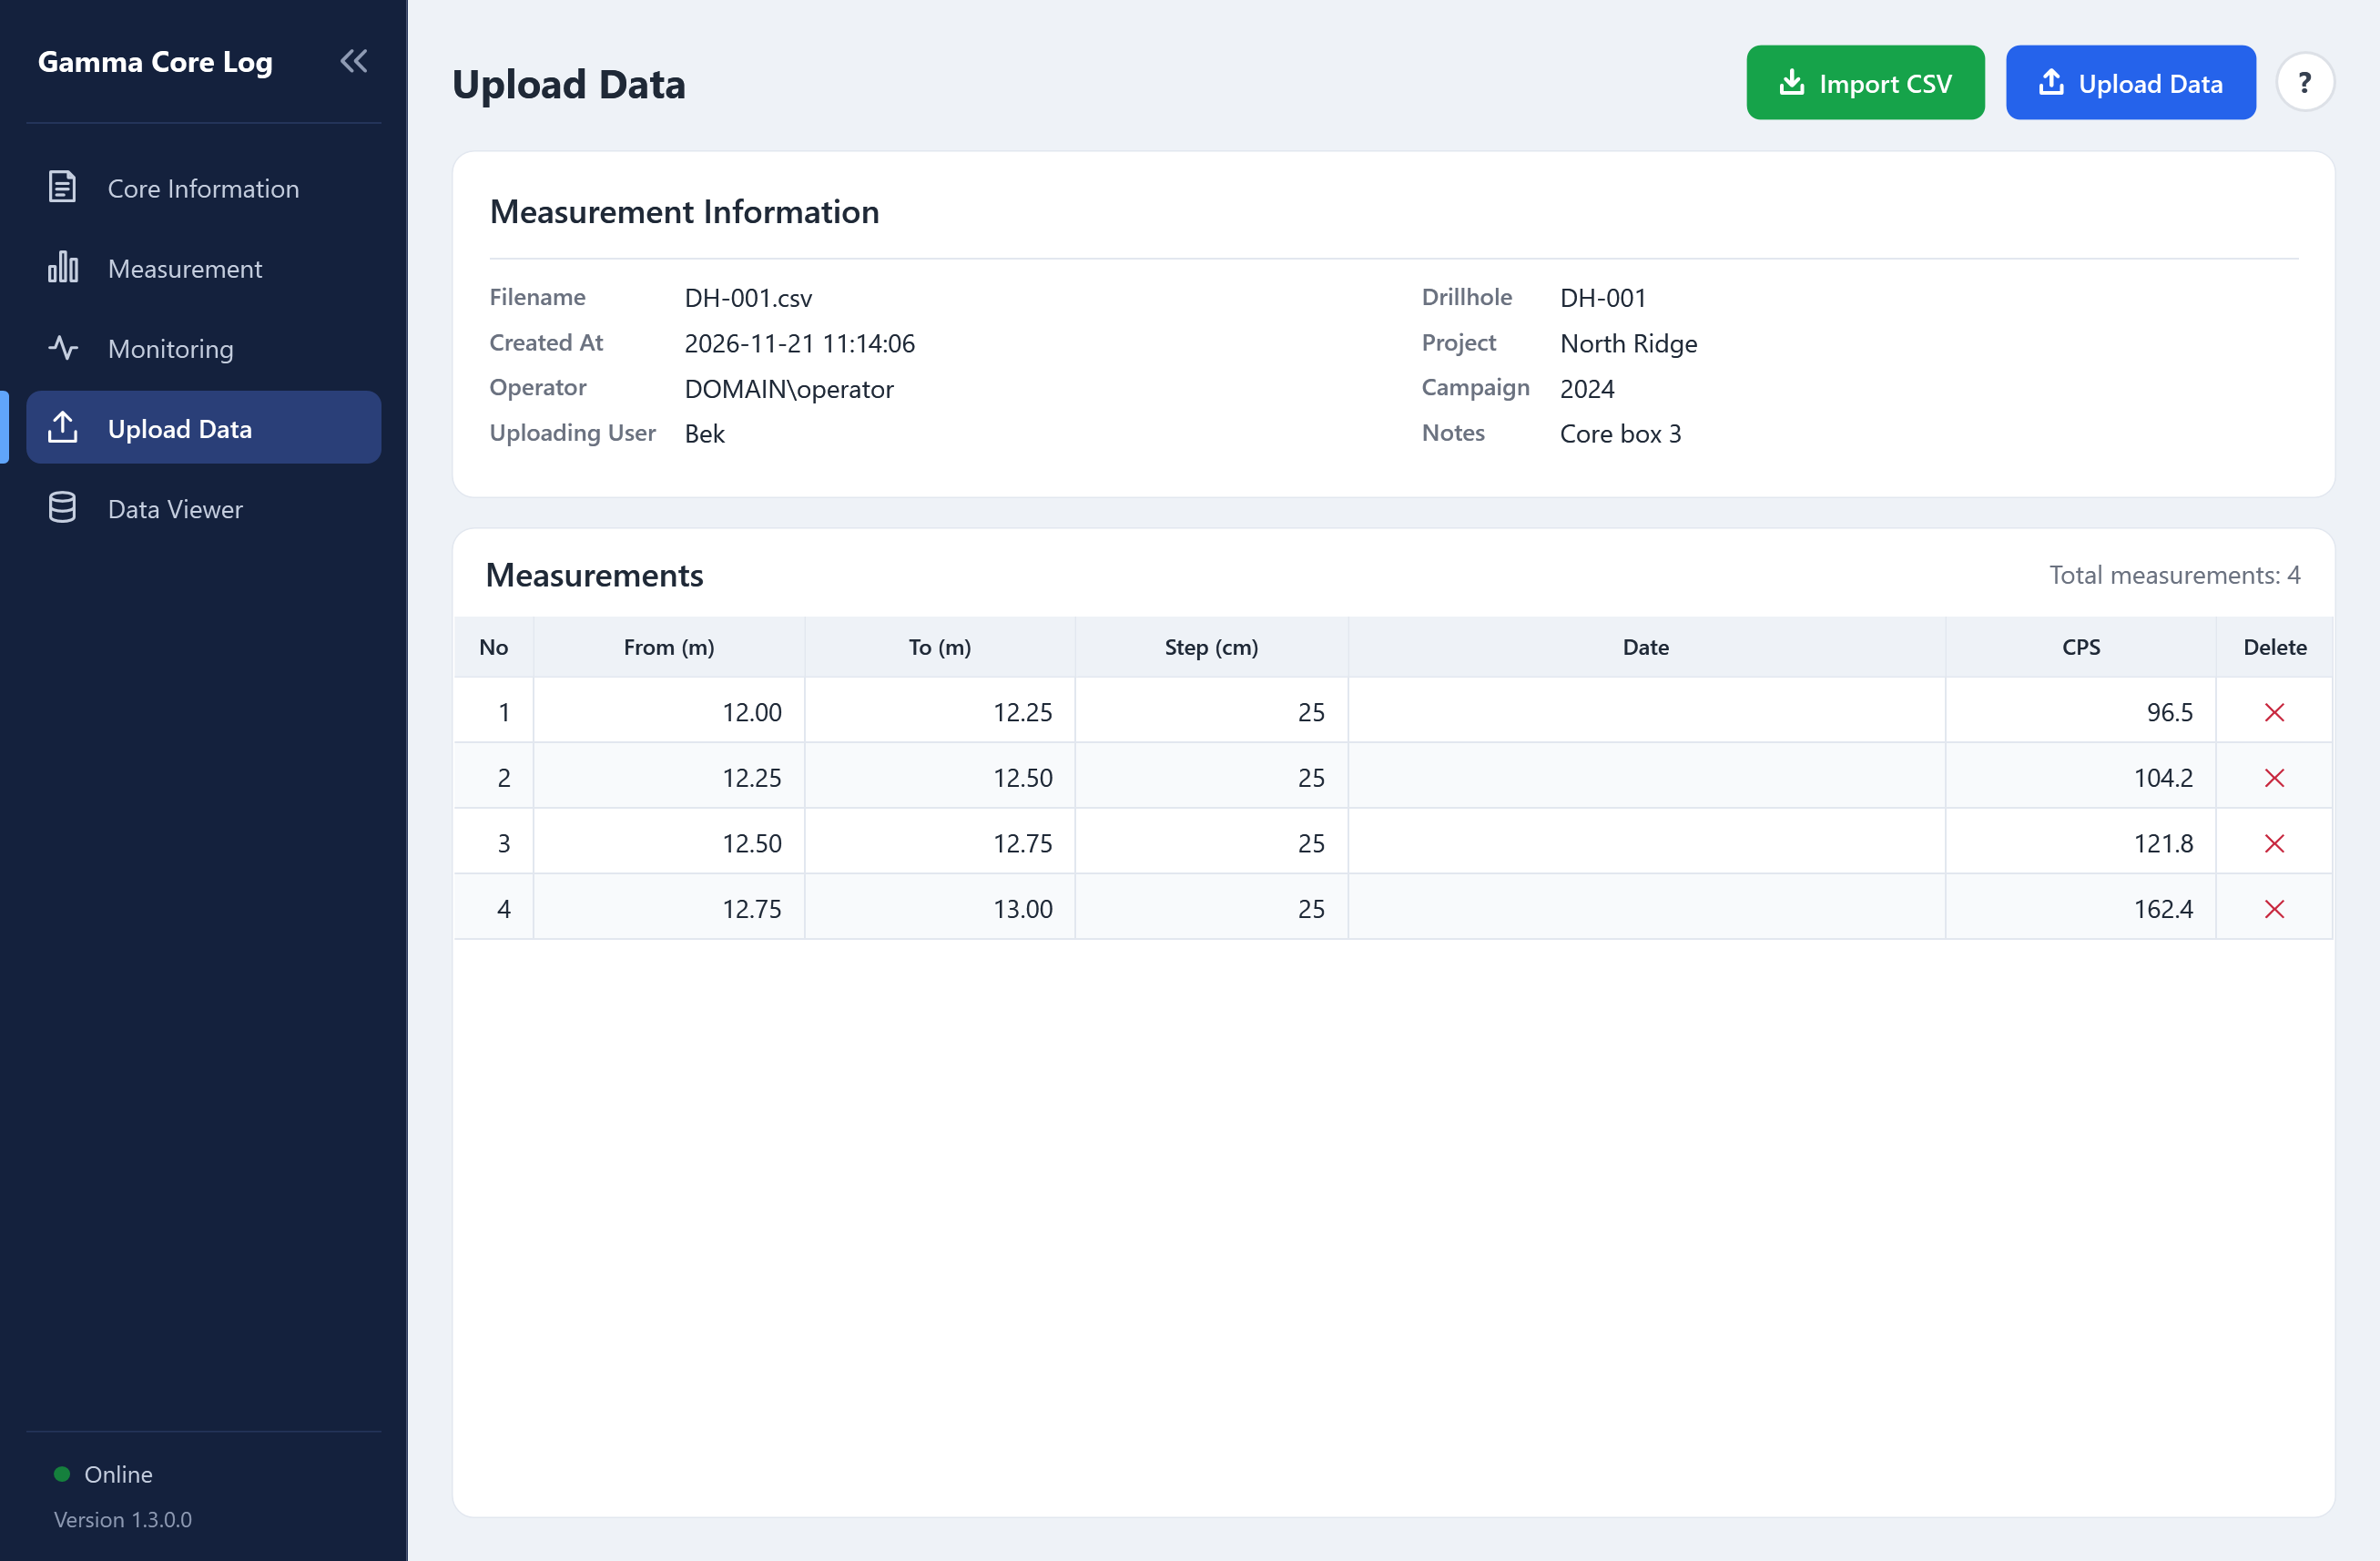 Gamma Core Log
Core Information
Measurement
Monitoring
Upload Data
Data Viewer
Online
Version 1.3.0.0
Upload Data
Import CSV
Upload Data
?
Measurement Information
Filename DH-001.csv
Created At 2026-11-21 11:14:06
Operator DOMAIN\operator
Uploading User Bek
Drillhole DH-001
Project North Ridge
Campaign 2024
Notes Core box 3
Measurements
Total measurements: 4
No From (m) To (m) Step (cm) Date CPS Delete
1 12.00 12.25 25 96.5
2 12.25 12.50 25 104.2
3 12.50 12.75 25 121.8
4 12.75 13.00 25 162.4